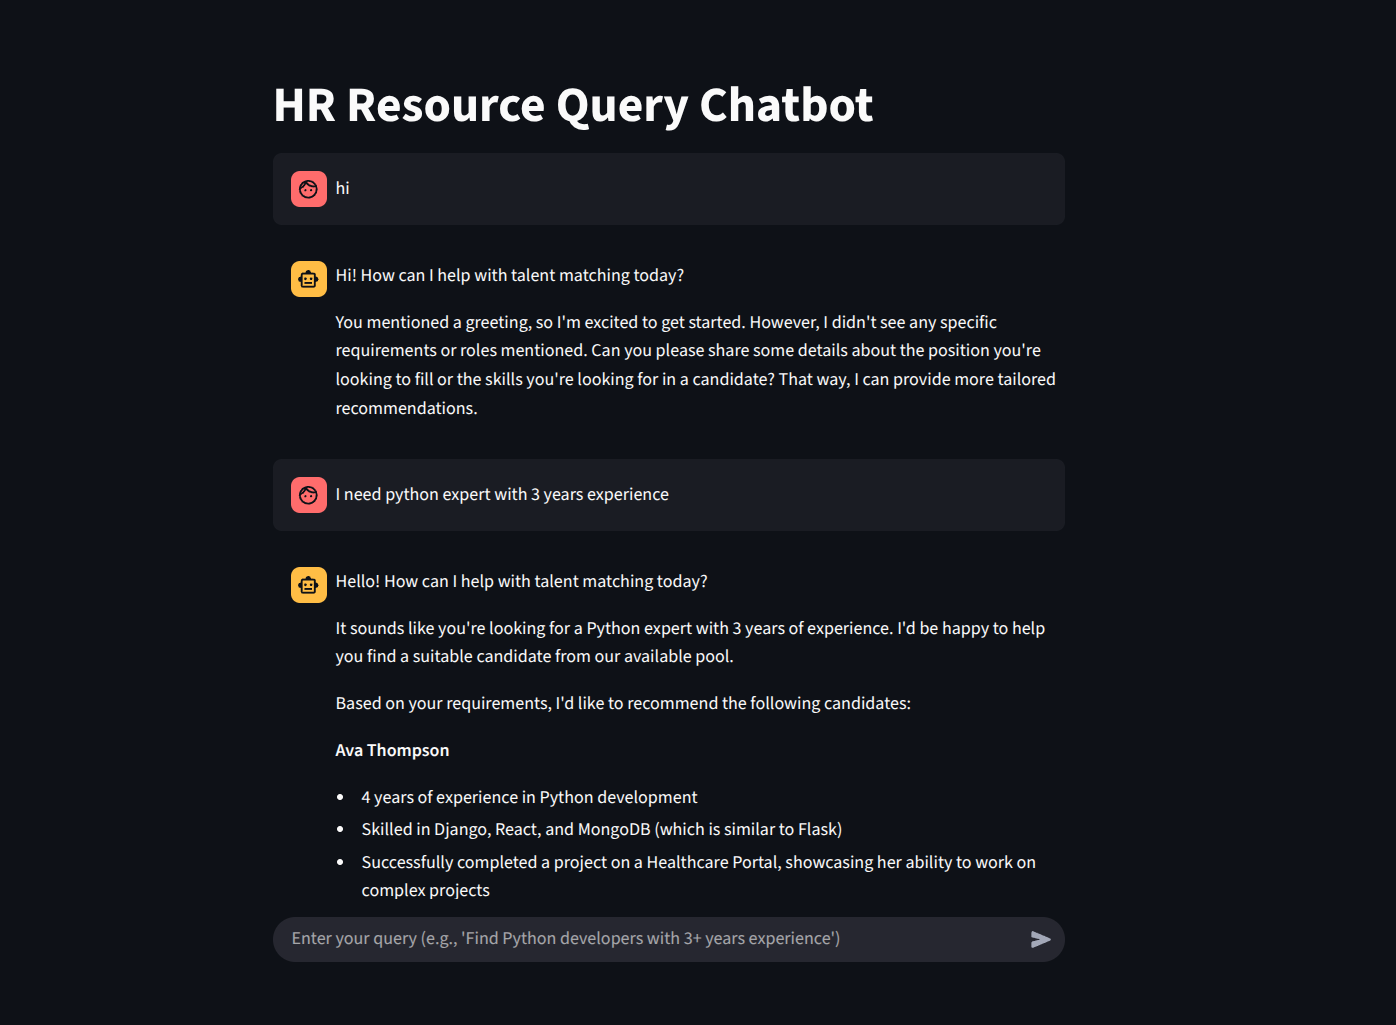 HR Resource Query Chatbot
hi
Hi! How can I help with talent matching today?
You mentioned a greeting, so I'm excited to get started. However, I didn't see any specific
requirements or roles mentioned. Can you please share some details about the position you're
looking to fill or the skills you're looking for in a candidate? That way, I can provide more tailored
recommendations.
I need python expert with 3 years experience
Hello! How can I help with talent matching today?
It sounds like you're looking for a Python expert with 3 years of experience. I'd be happy to help
you find a suitable candidate from our available pool.
Based on your requirements, I'd like to recommend the following candidates:
Ava Thompson
• 4 years of experience in Python development
• Skilled in Django, React, and MongoDB (which is similar to Flask)
• Successfully completed a project on a Healthcare Portal, showcasing her ability to work on
complex projects
Enter your query (e.g., 'Find Python developers with 3+ years experience')